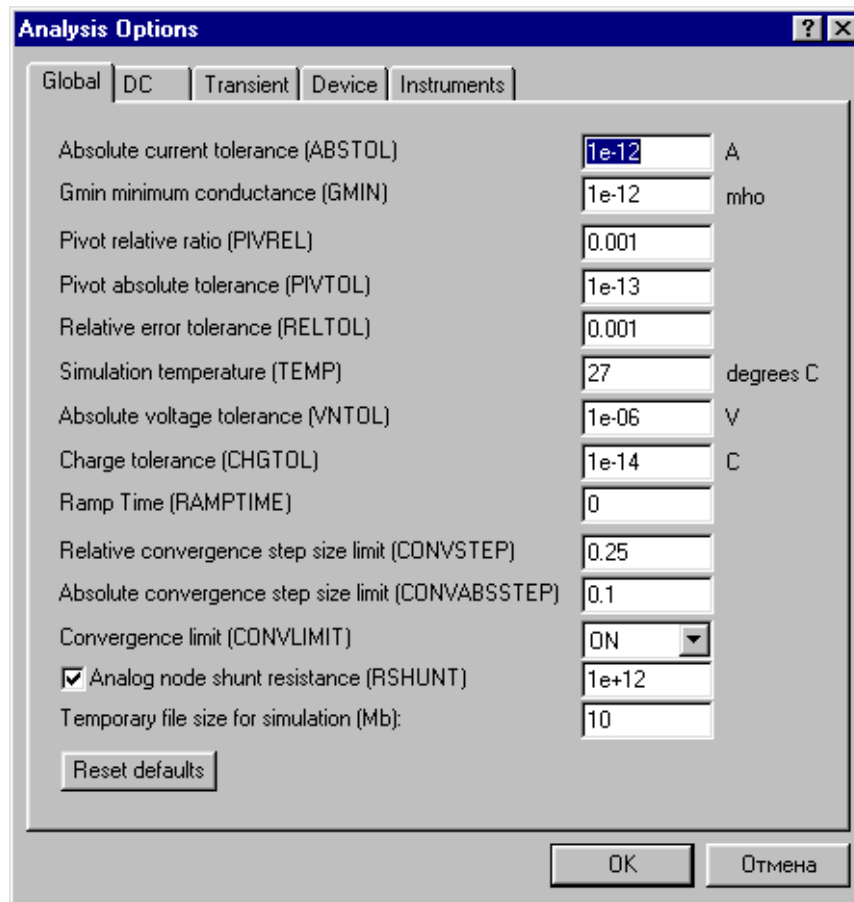 Analysis Options
Global DC Transient Device Instruments
Absolute current tolerance (ABSTOL) 1e-12 A
Gmin minimum conductance (GMIN) 1e-12 mho
Pivot relative ratio (PIVREL) 0.001
Pivot absolute tolerance (PIVTOL) 1e-13
Relative error tolerance (RELTOL) 0.001
Simulation temperature (TEMP) 27 degrees C
Absolute voltage tolerance (VNTOL) 1e-06 V
Charge tolerance (CHGTOL) 1e-14 C
Ramp Time (RAMPTIME) 0
Relative convergence step size limit (CONVSTEP) 0.25
Absolute convergence step size limit (CONVABSSTEP) 0.1
Convergence limit (CONVLIMIT) ON
Analog node shunt resistance (RSHUNT) 1e+12
Temporary file size for simulation (Mb): 10
Reset defaults
OK Отмена